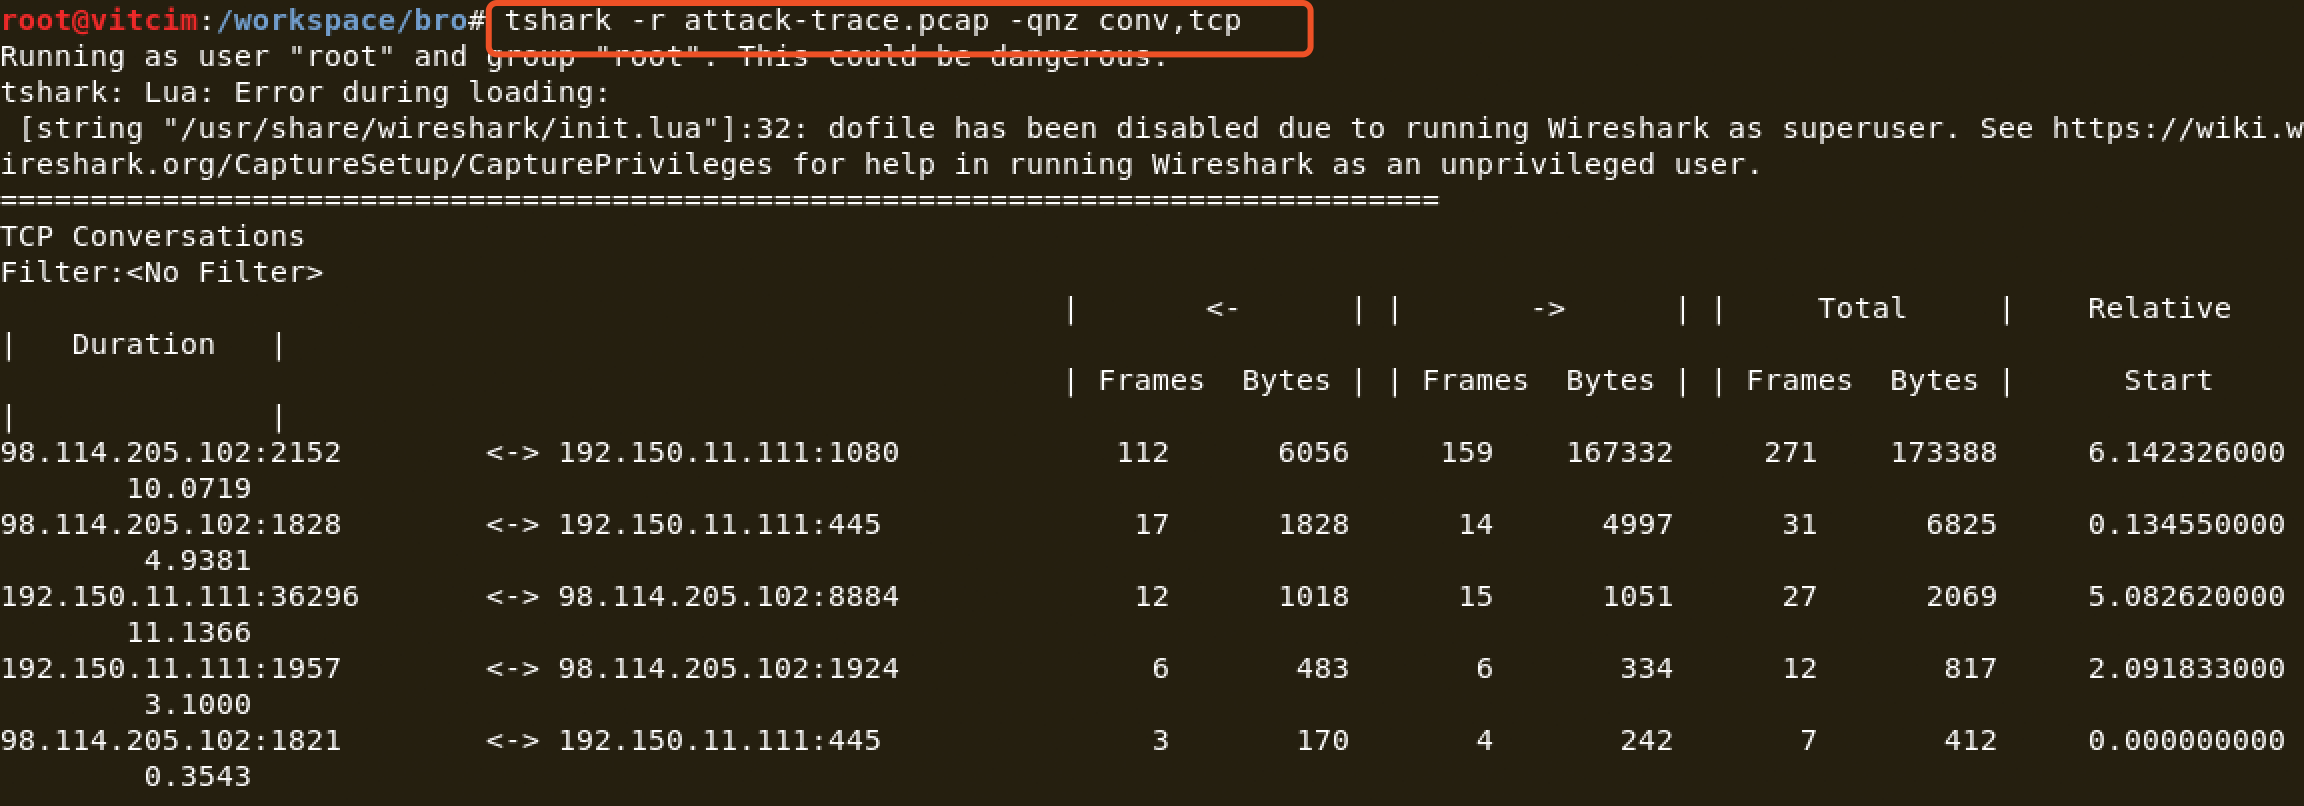 root@vitcim:/workspace/bro# tshark -r attack-trace.pcap -qnz conv,tcp
Running as user "root" and group "root". This could be dangerous.
tshark: Lua: Error during loading:
 [string "/usr/share/wireshark/init.lua"]:32: dofile has been disabled due to running Wireshark as superuser. See https://wiki.w
ireshark.org/CaptureSetup/CapturePrivileges for help in running Wireshark as an unprivileged user.
================================================================================
TCP Conversations
Filter:<No Filter>
                                                           |       <-      | |       ->      | |     Total     |    Relative    
|   Duration   |
                                                           | Frames  Bytes | | Frames  Bytes | | Frames  Bytes |      Start     
|              |
98.114.205.102:2152        <-> 192.150.11.111:1080            112      6056     159    167332     271    173388     6.142326000
       10.0719
98.114.205.102:1828        <-> 192.150.11.111:445              17      1828      14      4997      31      6825     0.134550000
        4.9381
192.150.11.111:36296       <-> 98.114.205.102:8884             12      1018      15      1051      27      2069     5.082620000
       11.1366
192.150.11.111:1957        <-> 98.114.205.102:1924              6       483       6       334      12       817     2.091833000
        3.1000
98.114.205.102:1821        <-> 192.150.11.111:445               3       170       4       242       7       412     0.000000000
        0.3543